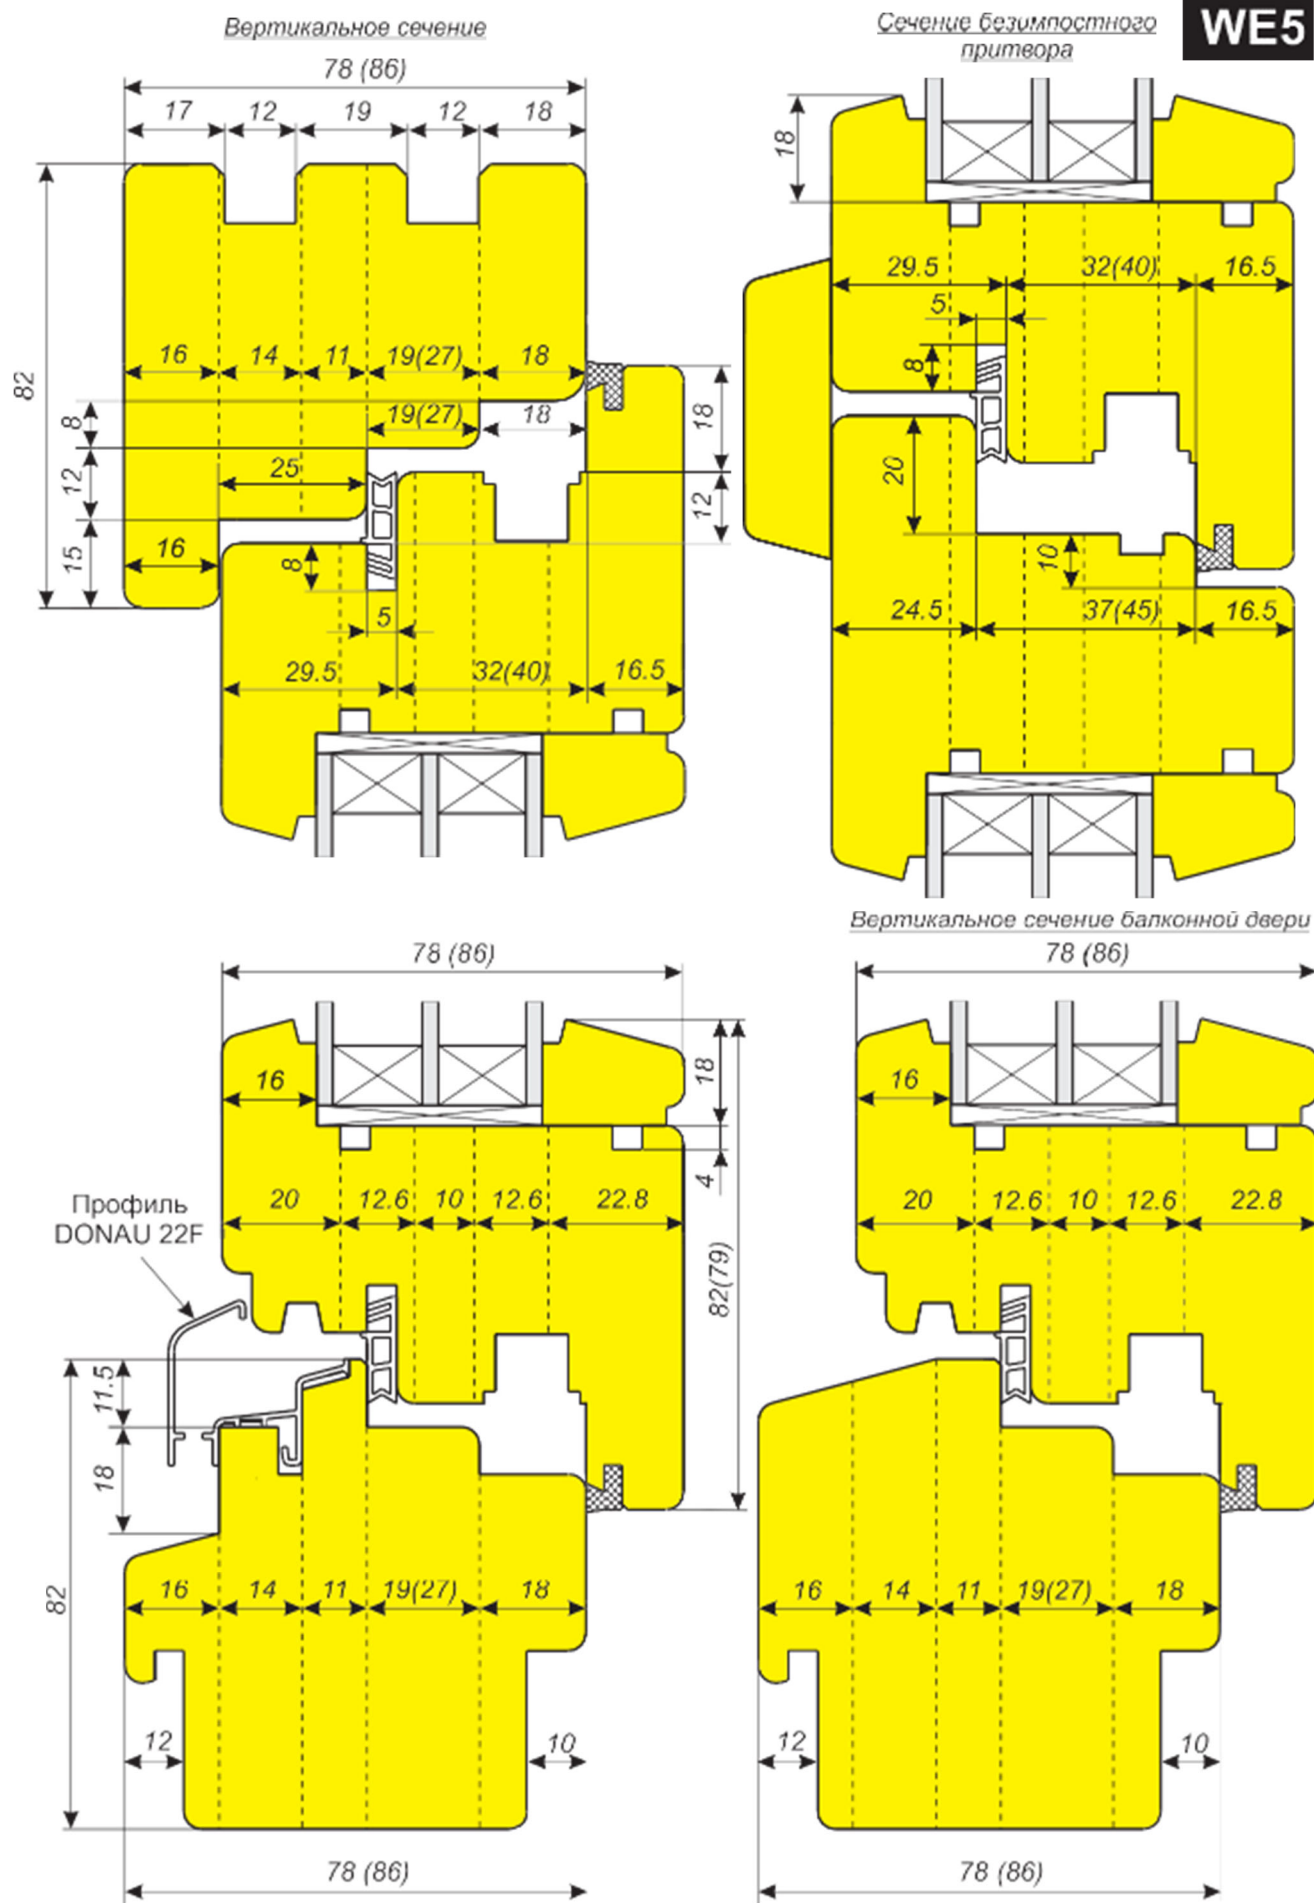 Вертикальное сечение
Сечение безимпостного
притвора
WE5
78 (86)
17 12 19 12 18
18
29.5 32(40) 16.5
5
8
16 14 11 19(27) 18
82
8
19(27) 18
18
12
25
20
12
15
16
8
10
5
24.5 37(45) 16.5
29.5 32(40) 16.5
Вертикальное сечение балконной двери
78 (86)
78 (86)
16
18
16
4
Профиль
DONAU 22F
20 12.6 10 12.6 22.8
20 12.6 10 12.6 22.8
82(79)
11.5
18
82
16 14 11 19(27) 18
16 14 11 19(27) 18
12 10
12 10
78 (86)
78 (86)